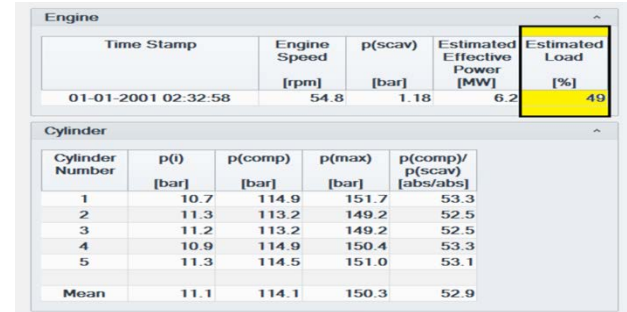 Engine
Time Stamp Engine Speed [rpm] p(scav) [bar] Estimated Effective Power [MW] Estimated Load [%]
01-01-2001 02:32:58 54.8 1.18 6.2 49
Cylinder
Cylinder Number p(i) [bar] p(comp) [bar] p(max) [bar] p(comp)/ p(scav) [abs/abs]
1 10.7 114.9 151.7 53.3
2 11.3 113.2 149.2 52.5
3 11.2 113.2 149.2 52.5
4 10.9 114.9 150.4 53.3
5 11.3 114.5 151.0 53.1
Mean 11.1 114.1 150.3 52.9